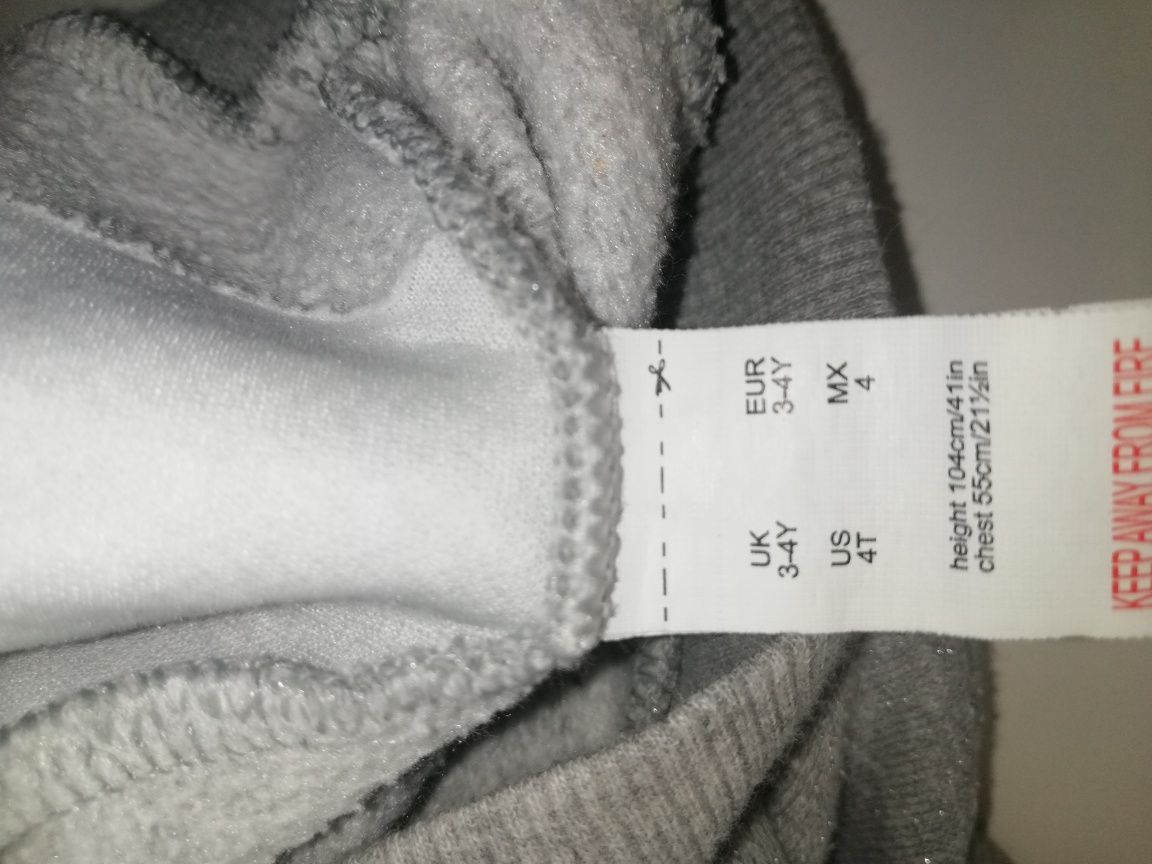 UK EUR
3-4Y 3-4Y
US MX
4T 4
height 104cm/41in
chest 55cm/21½in
KEEP AWAY FROM FIRE